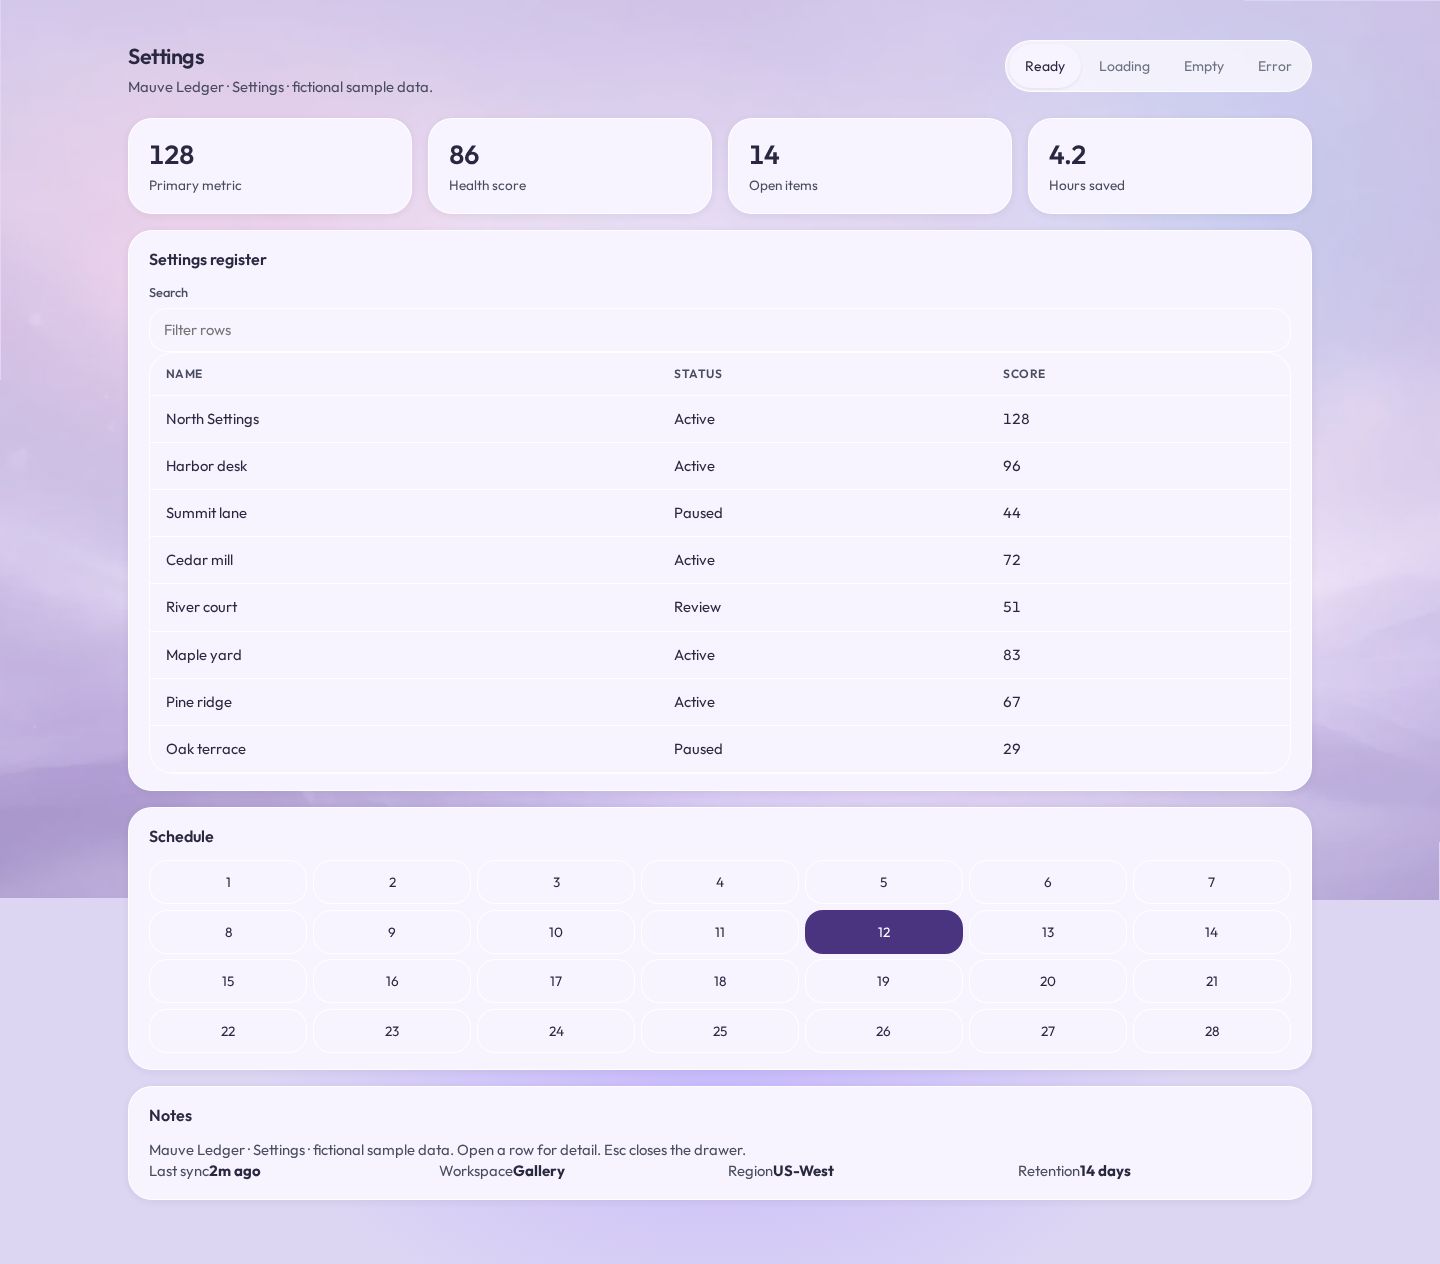 Settings
Mauve Ledger · Settings · fictional sample data.
Ready Loading Empty Error
128 86 14 4.2
Primary metric Health score Open items Hours saved
Settings register
Search
Filter rows
NAME STATUS SCORE
North Settings Active 128
Harbor desk Active 96
Summit lane Paused 44
Cedar mill Active 72
River court Review 51
Maple yard Active 83
Pine ridge Active 67
Oak terrace Paused 29
Schedule
1 2 3 4 5 6 7
8 9 10 11 12 13 14
15 16 17 18 19 20 21
22 23 24 25 26 27 28
Notes
Mauve Ledger · Settings · fictional sample data. Open a row for detail. Esc closes the drawer.
Last sync2m ago WorkspaceGallery RegionUS-West Retention14 days